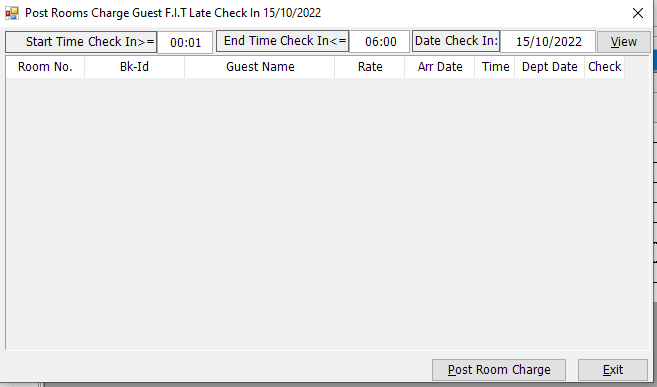 Post Rooms Charge Guest F.I.T Late Check In 15/10/2022
Start Time Check In>= 00:01 End Time Check In<= 06:00 Date Check In: 15/10/2022 View
Room No. Bk-Id Guest Name Rate Arr Date Time Dept Date Check
Post Room Charge Exit